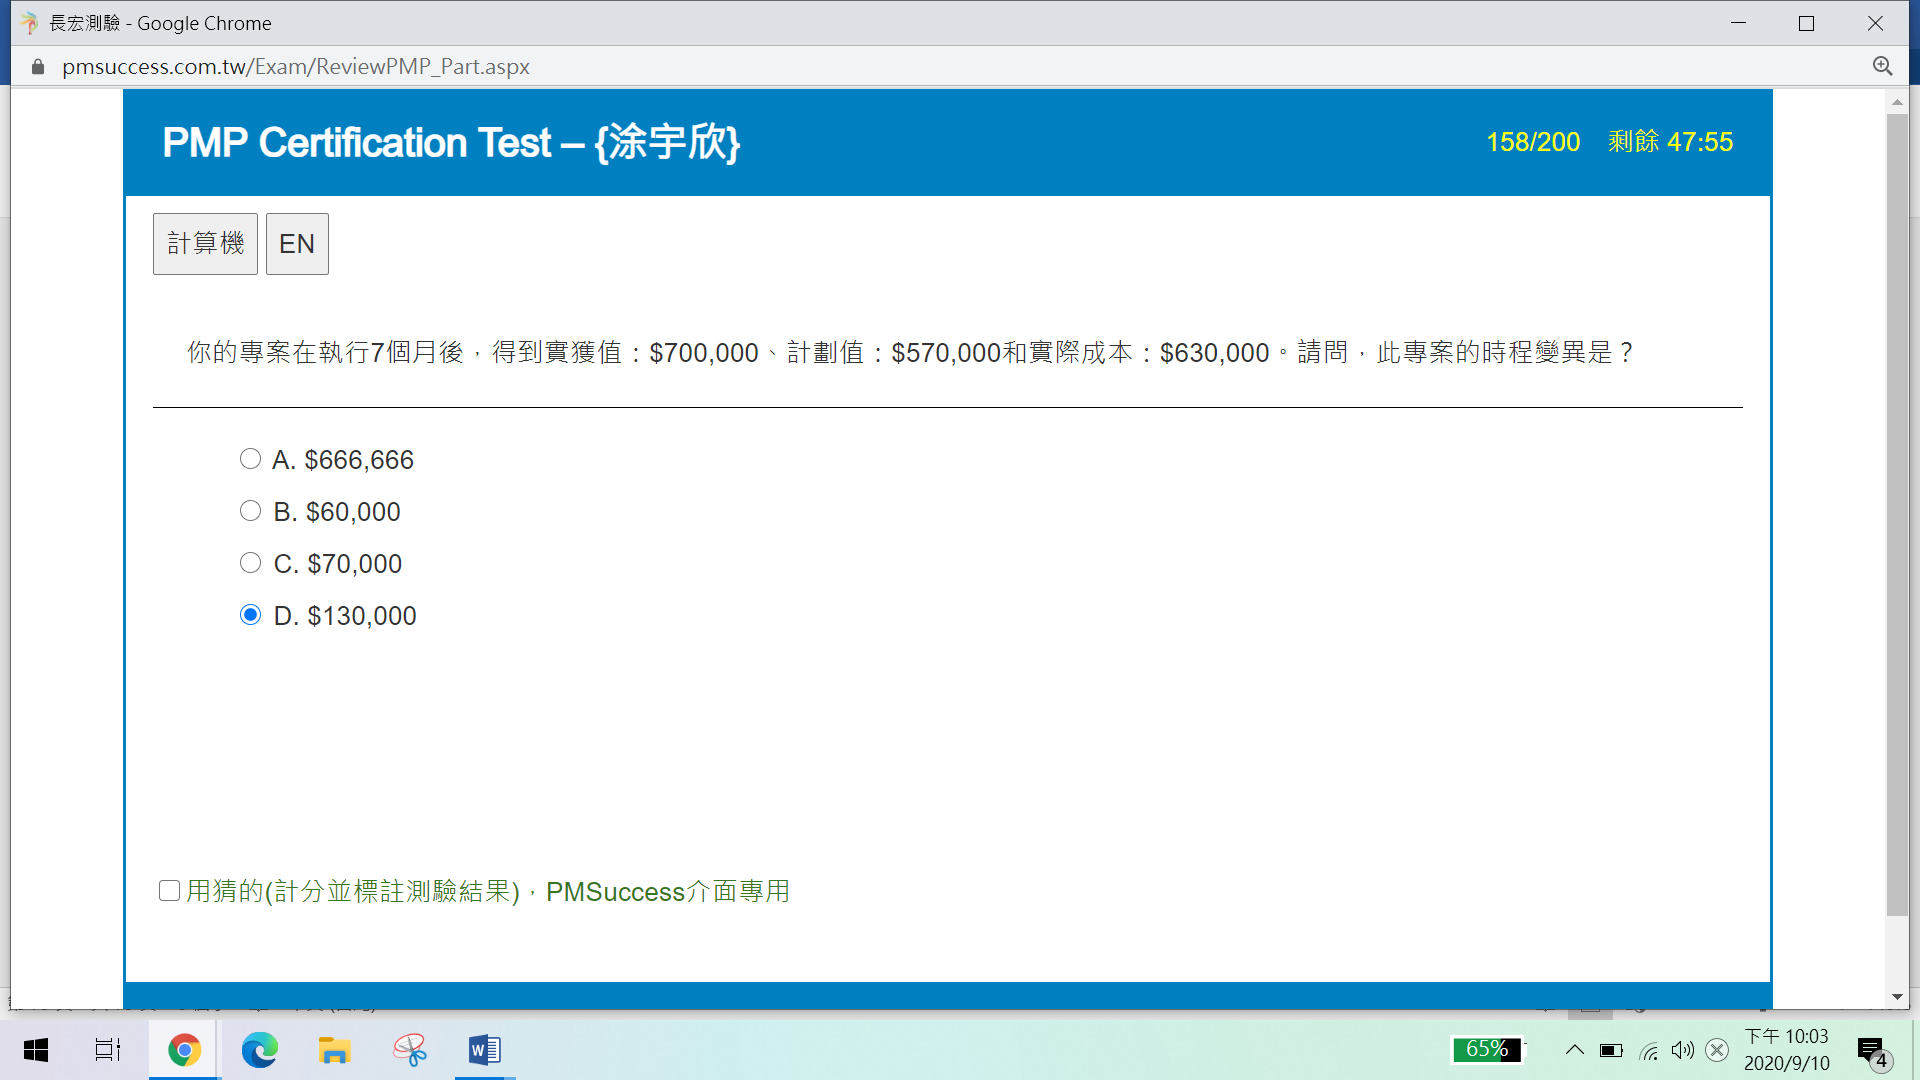 長宏測驗 - Google Chrome
pmsuccess.com.tw/Exam/ReviewPMP_Part.aspx
PMP Certification Test – {涂宇欣}
158/200 剩餘 47:55
計算機 EN
你的專案在執行7個月後，得到實獲值：$700,000、計劃值：$570,000和實際成本：$630,000。請問，此專案的時程變異是？
A. $666,666
B. $60,000
C. $70,000
D. $130,000
用猜的(計分並標註測驗結果)，PMSuccess介面專用
65%
下午 10:03
2020/9/10
4